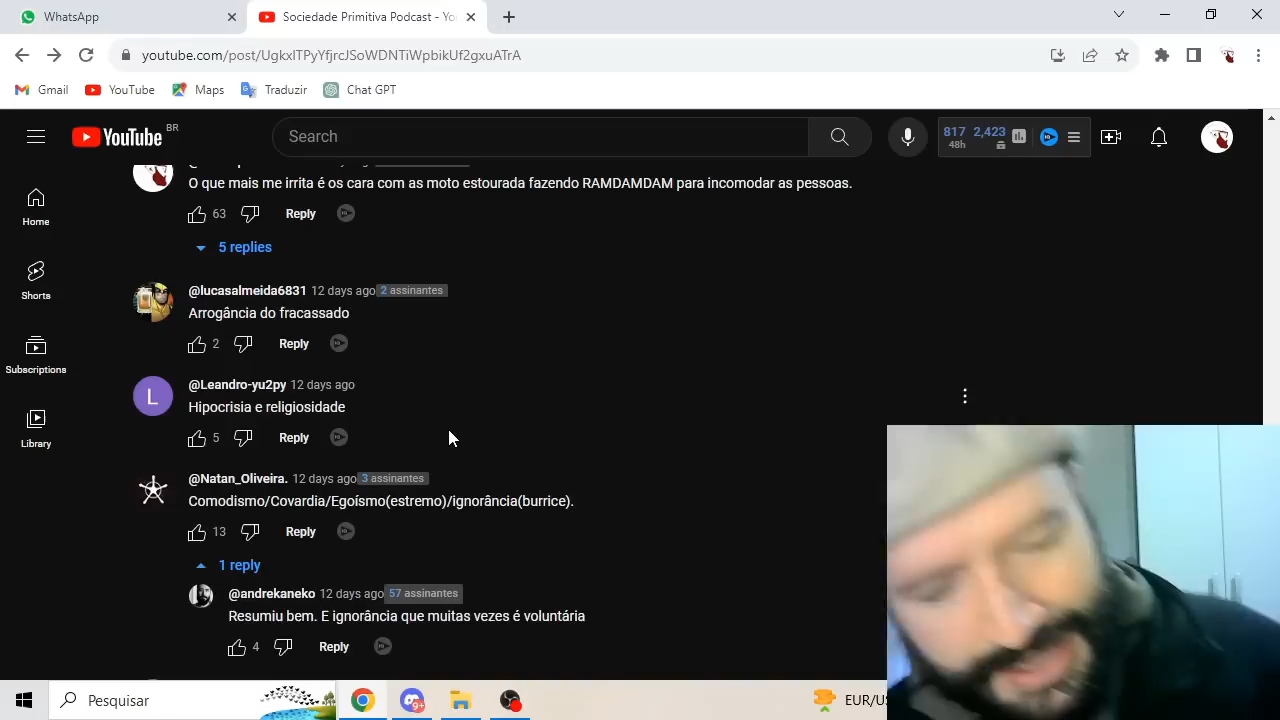 WhatsApp
Sociedade Primitiva Podcast - Yo
youtube.com/post/UgkxlTPyYfjrcJSoWDNTiWpbikUf2gxuATrA
Gmail
YouTube
Maps
Traduzir
Chat GPT
YouTube BR
Search
817 2,423
48h
O que mais me irrita é os cara com as moto estourada fazendo RAMDAMDAM para incomodar as pessoas.
63 Reply
5 replies
Home
Shorts
Subscriptions
Library
@lucasalmeida6831 12 days ago 2 assinantes
Arrogância do fracassado
2 Reply
L
@Leandro-yu2py 12 days ago
Hipocrisia e religiosidade
5 Reply
@Natan_Oliveira. 12 days ago 3 assinantes
Comodismo/Covardia/Egoísmo(estremo)/ignorância(burrice).
13 Reply
1 reply
@andrekaneko 12 days ago 57 assinantes
Resumiu bem. E ignorância que muitas vezes é voluntária
4 Reply
Pesquisar
9+
EUR/U